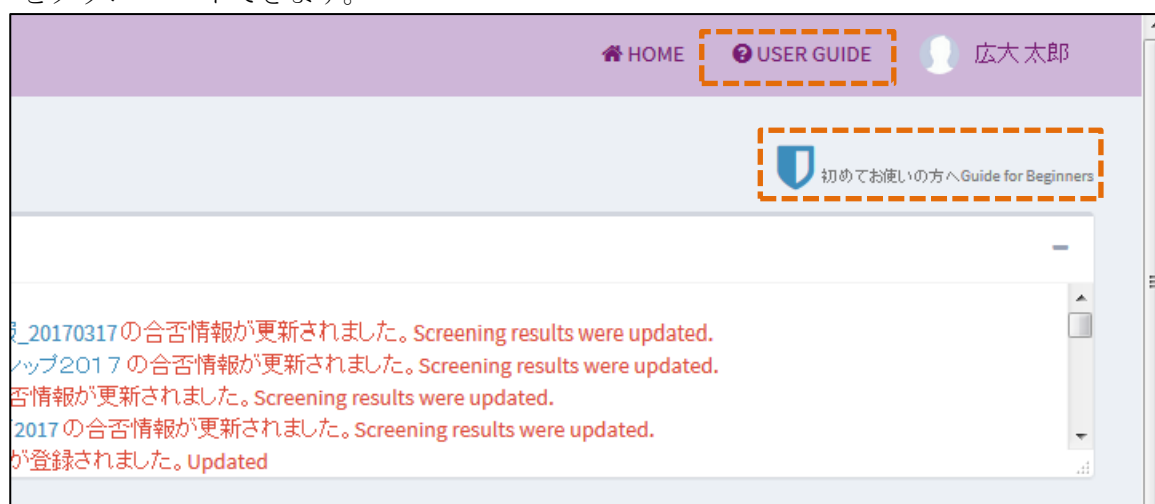 できます。
HOME USER GUIDE 広大 太郎
初めてお使いの方へGuide for Beginners
_20170317の合否情報が更新されました。Screening results were updated.
ップ2017の合否情報が更新されました。Screening results were updated.
否情報が更新されました。Screening results were updated.
2017の合否情報が更新されました。Screening results were updated.
が登録されました。Updated